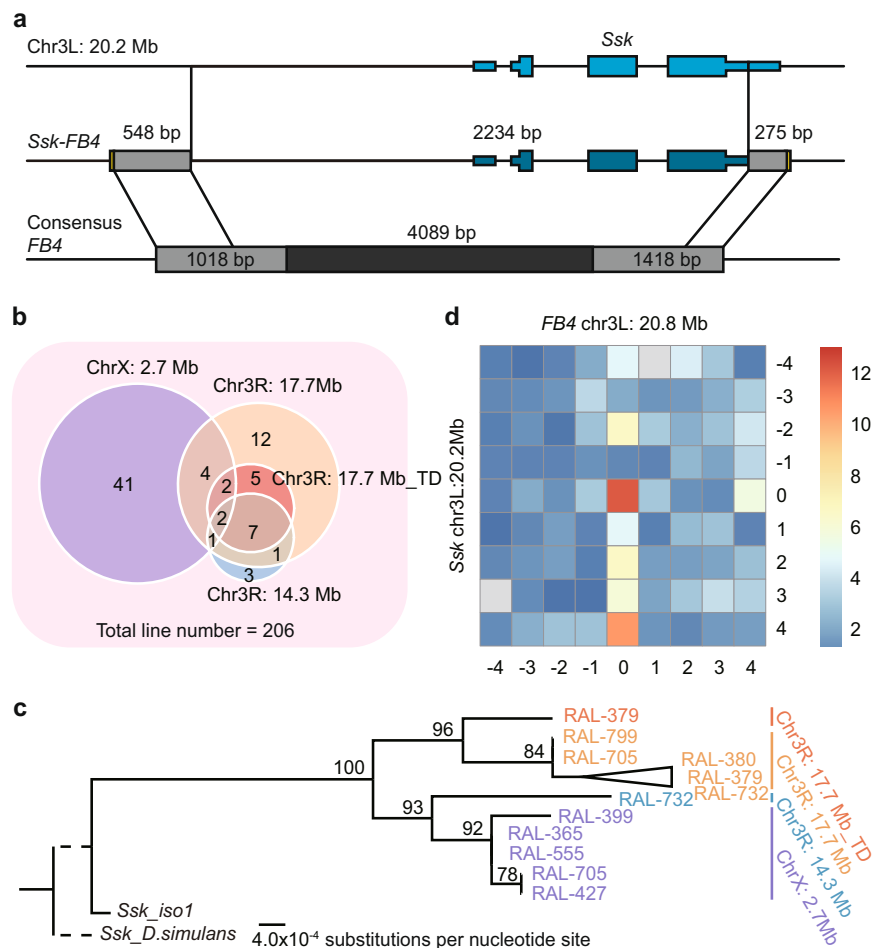 a
Chr3L: 20.2 Mb
Ssk
Ssk-FB4
548 bp
2234 bp
275 bp
Consensus
FB4
4089 bp
1018 bp
1418 bp
b
ChrX: 2.7 Mb
Chr3R: 17.7Mb
12
4
5
Chr3R: 17.7 Mb_TD
41
2
2
7
1
1
3
Chr3R: 14.3 Mb
Total line number = 206
d
FB4 chr3L: 20.8 Mb
Ssk chr3L:20.2Mb
-4
-3
-2
-1
0
1
2
3
4
-4 -3 -2 -1 0 1 2 3 4
12
10
8
6
4
2
c
100
96
84
93
92
78
RAL-379
RAL-799
RAL-705
RAL-380
RAL-379
RAL-732
RAL-732
RAL-399
RAL-365
RAL-555
RAL-705
RAL-427
Chr3R: 17.7 Mb_TD
Chr3R: 17.7 Mb
Chr3R: 14.3 Mb
ChrX: 2.7Mb
Ssk_iso1
Ssk_D.simulans
4.0x10⁻⁴ substitutions per nucleotide site